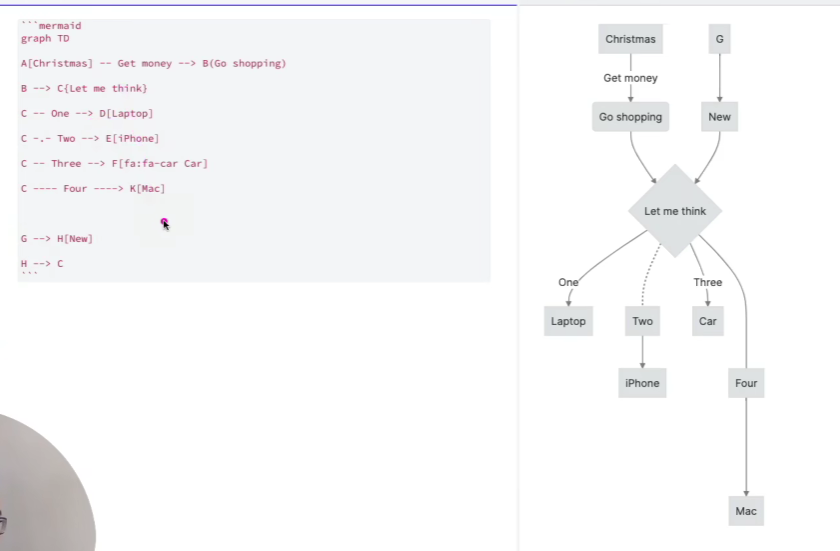 ```mermaid
graph TD
A[Christmas] -- Get money --> B(Go shopping)
B --> C{Let me think}
C -- One --> D[Laptop]
C -.- Two --> E[iPhone]
C -- Three --> F[fa:fa-car Car]
C ---- Four ----> K[Mac]
G --> H[New]
H --> C
```
Christmas
G
Get money
Go shopping
New
Let me think
One
Three
Laptop
Two
Car
iPhone
Four
Mac